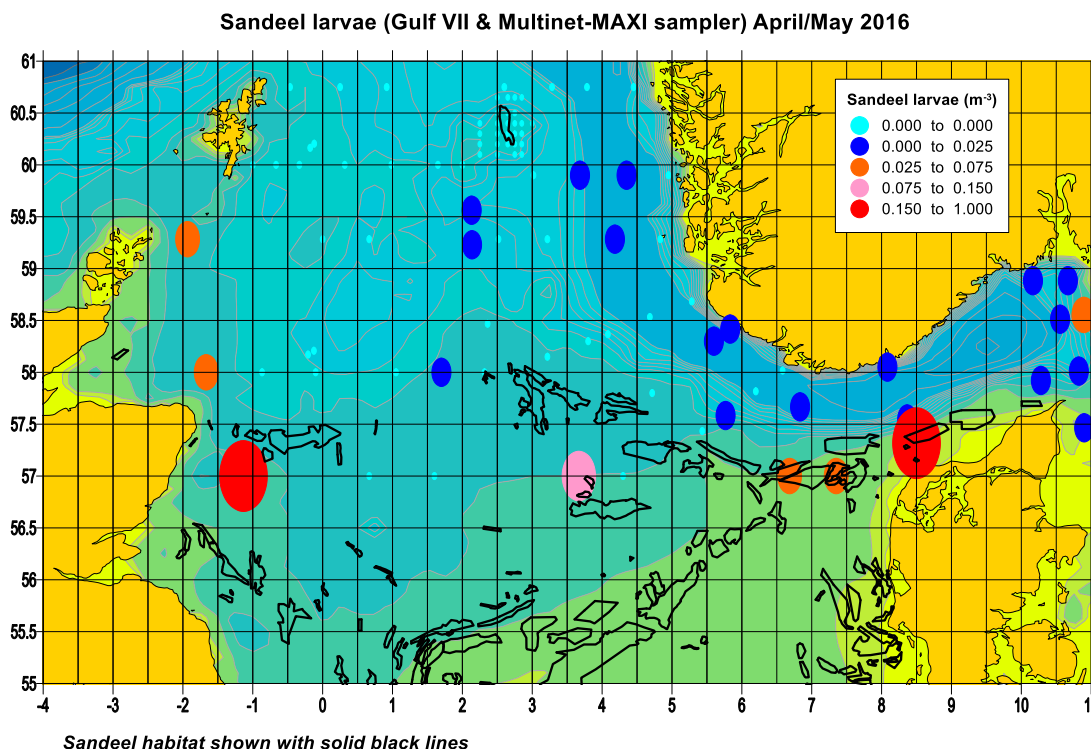 Sandeel larvae (Gulf VII & Multinet-MAXI sampler) April/May 2016
61
60.5
60
59.5
59
58.5
58
57.5
57
56.5
56
55.5
55
Sandeel larvae (m-3)
0.000 to 0.000
0.000 to 0.025
0.025 to 0.075
0.075 to 0.150
0.150 to 1.000
-4 -3 -2 -1 0 1 2 3 4 5 6 7 8 9 10 1
Sandeel habitat shown with solid black lines